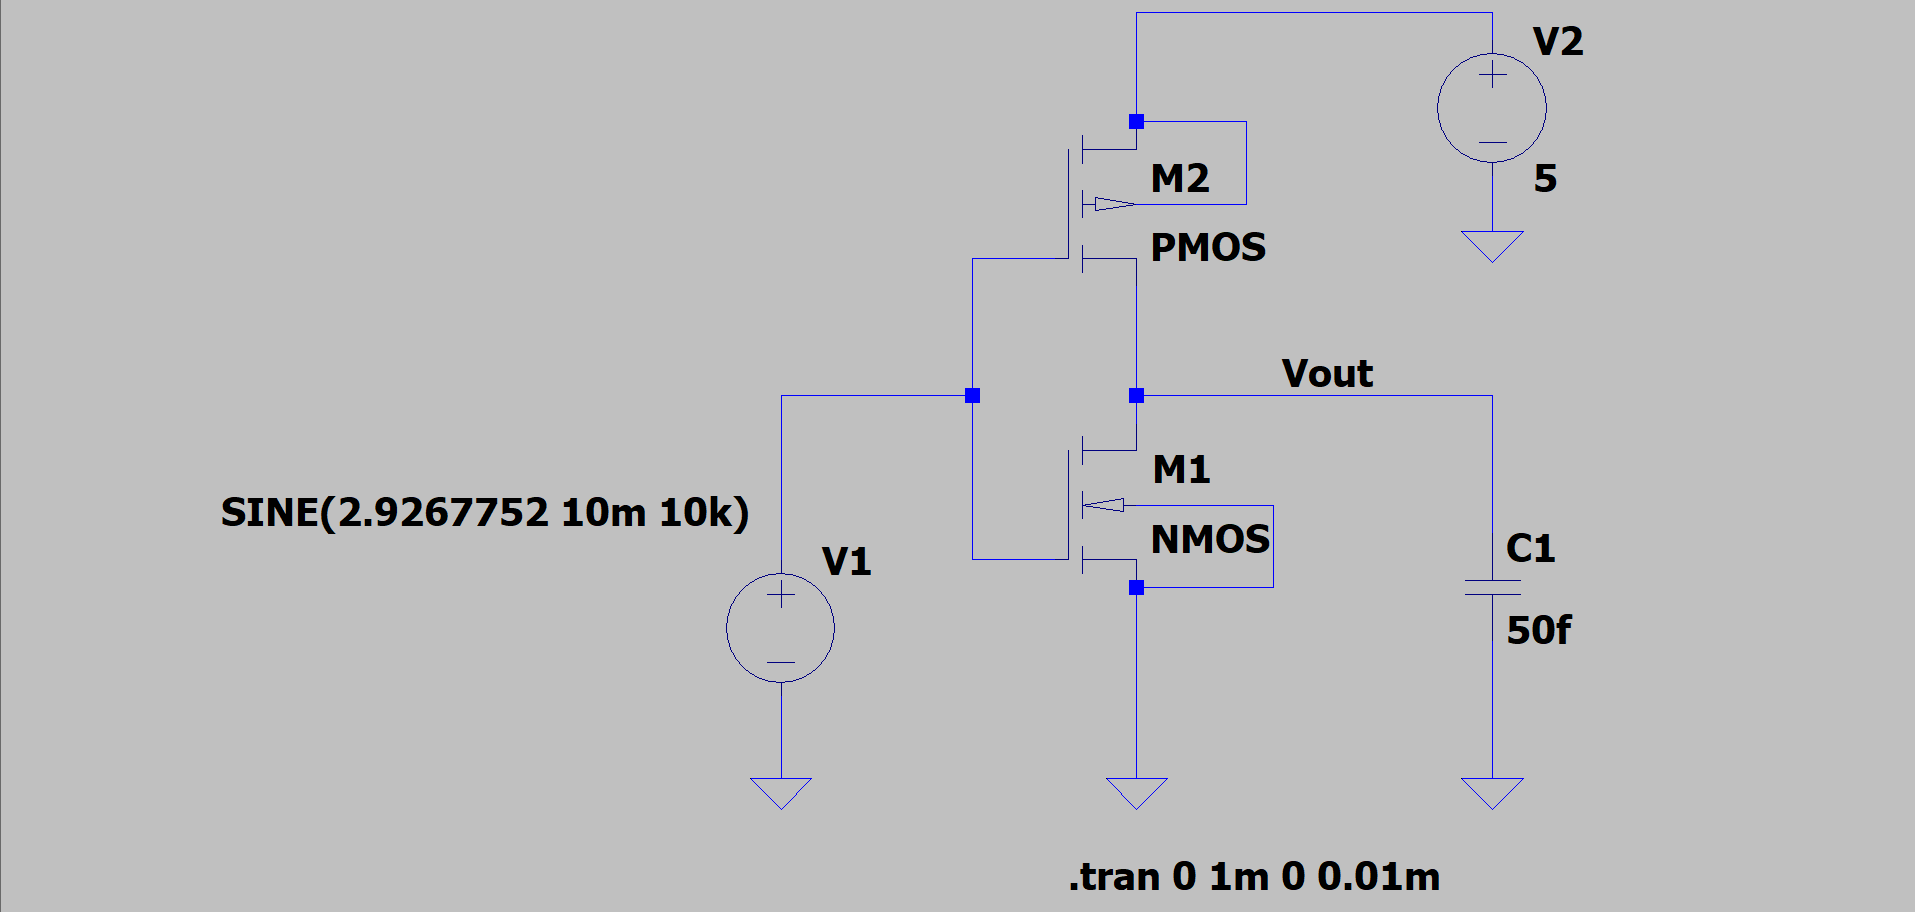 V2
5
M2
PMOS
Vout
M1
NMOS
SINE(2.9267752 10m 10k)
V1
C1
50f
.tran 0 1m 0 0.01m